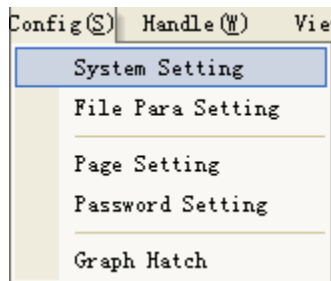 Config(S) Handle(W) Vie
System Setting
File Para Setting
Page Setting
Password Setting
Graph Hatch